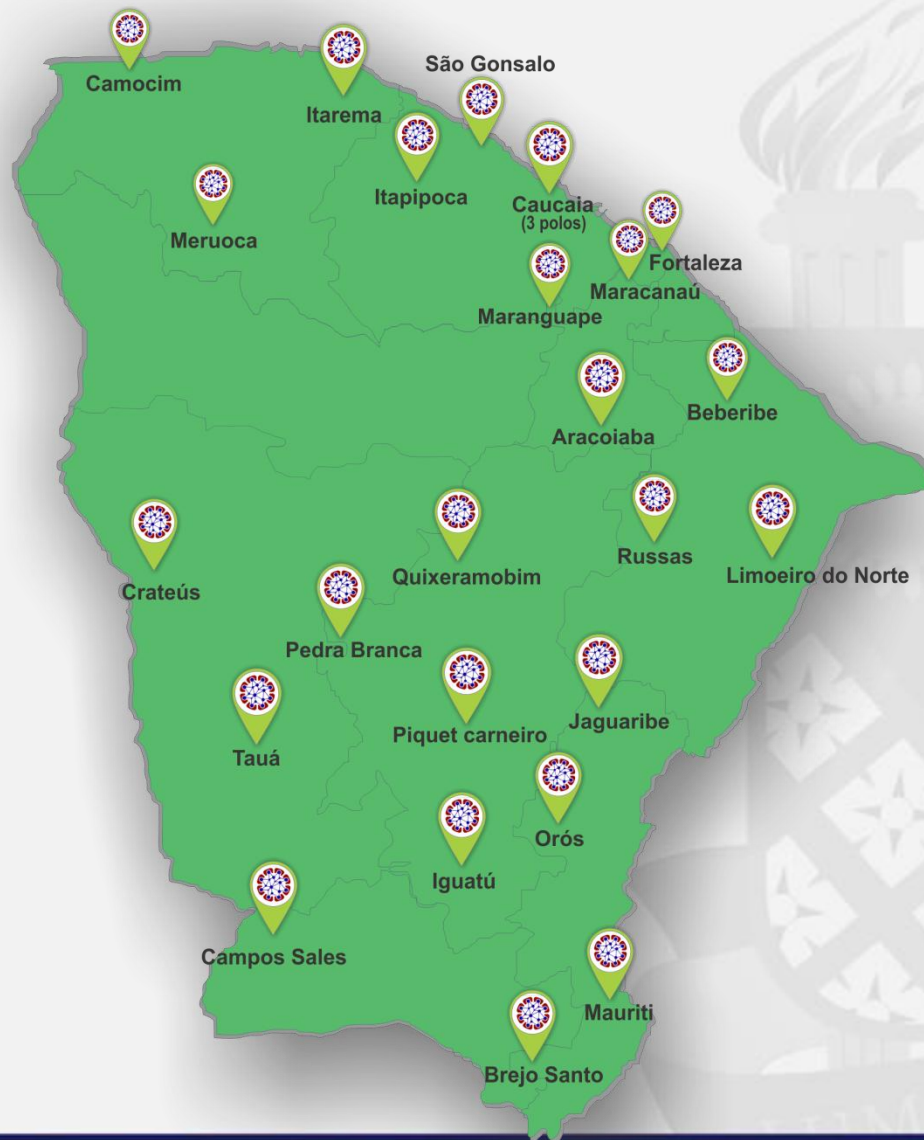 Camocim
Itarema
São Gonsalo
Itapipoca
Caucaia
(3 polos)
Meruoca
Fortaleza
Maracanaú
Maranguape
Beberibe
Aracoiaba
Russas
Limoeiro do Norte
Quixeramobim
Crateús
Pedra Branca
Jaguaribe
Piquet carneiro
Tauá
Orós
Iguatú
Campos Sales
Mauriti
Brejo Santo